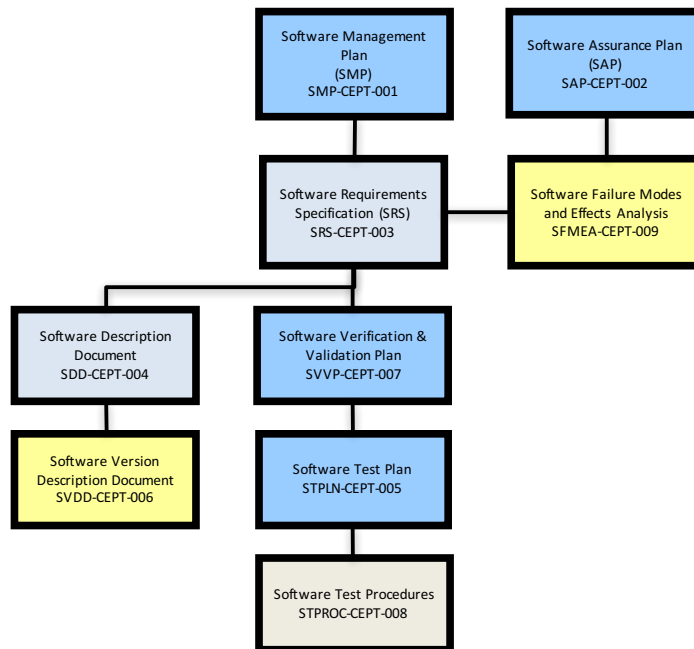 Software Management
Plan
(SMP)
SMP-CEPT-001
Software Assurance Plan
(SAP)
SAP-CEPT-002
Software Requirements
Specification (SRS)
SRS-CEPT-003
Software Failure Modes
and Effects Analysis
SFMEA-CEPT-009
Software Description
Document
SDD-CEPT-004
Software Verification &
Validation Plan
SVVP-CEPT-007
Software Version
Description Document
SVDD-CEPT-006
Software Test Plan
STPLN-CEPT-005
Software Test Procedures
STPROC-CEPT-008